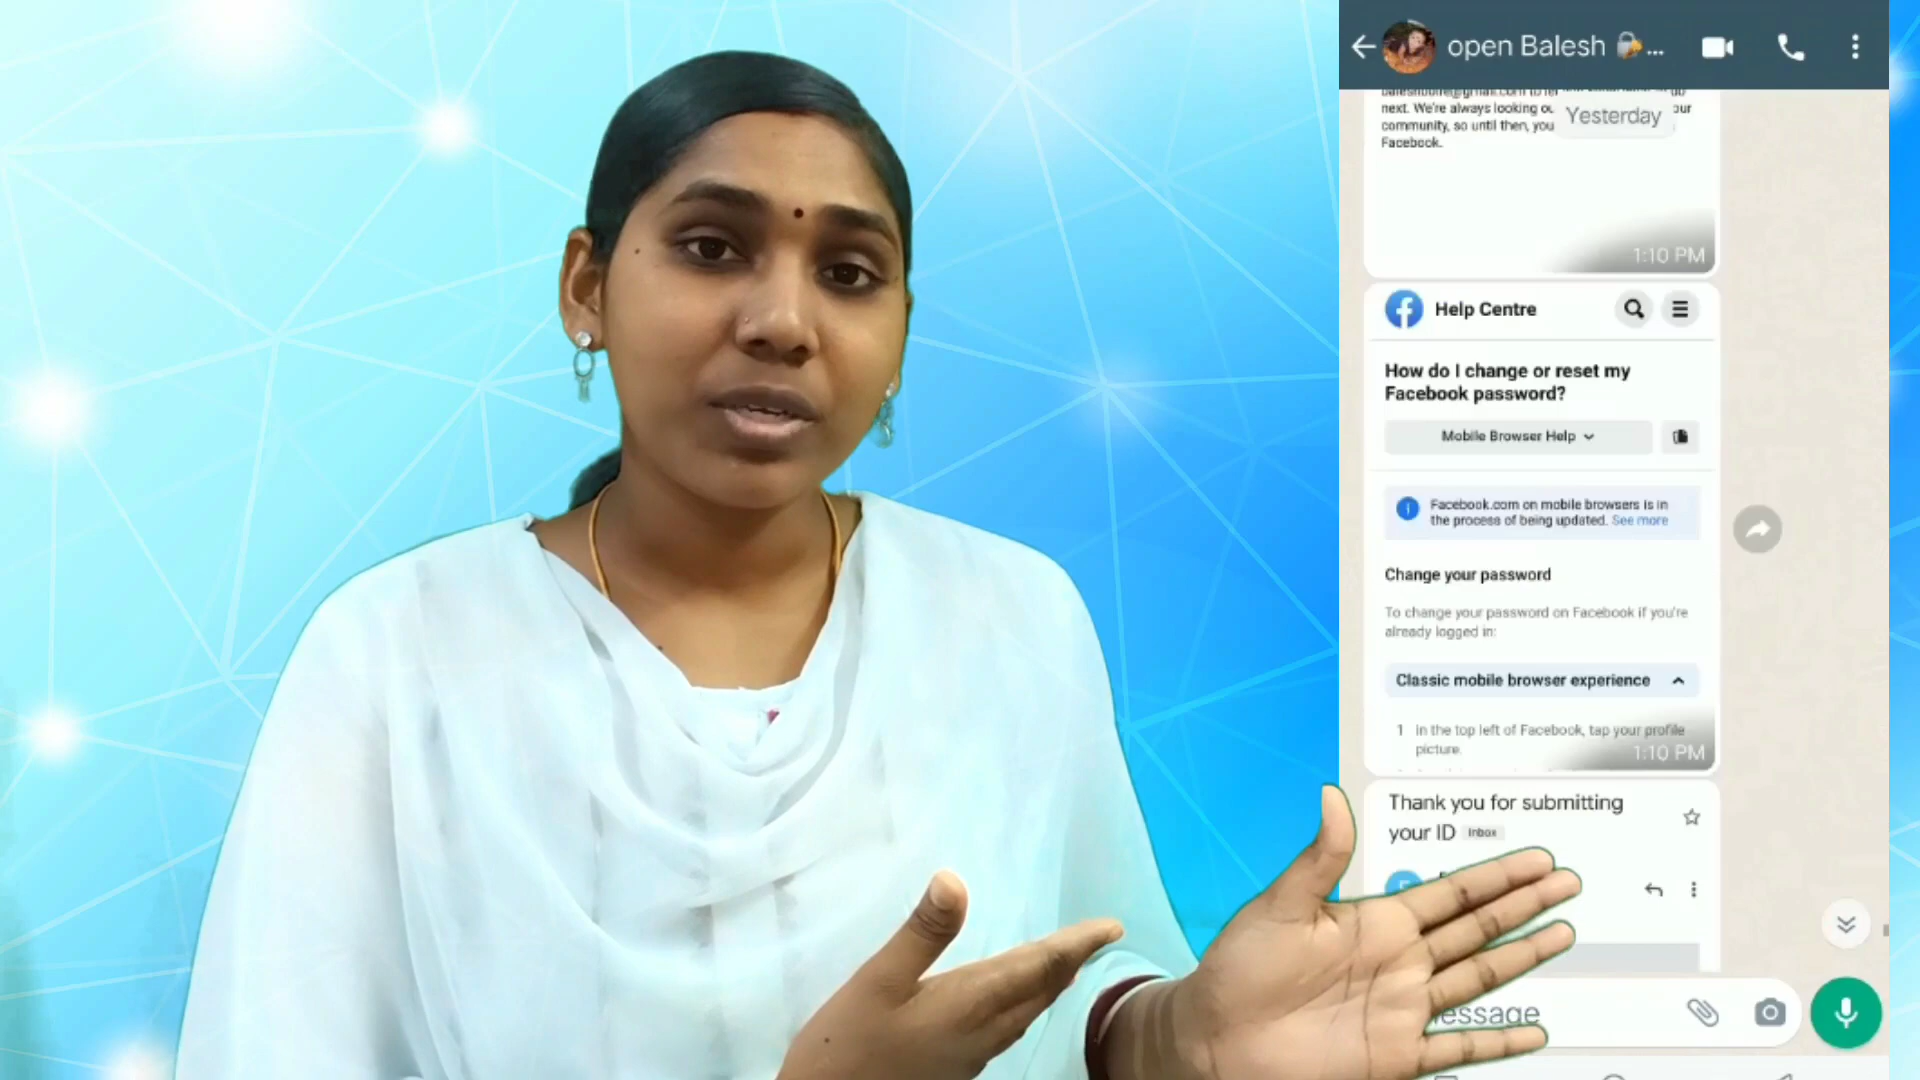 open Balesh 🔐...
next. We're always looking
Yesterday
community, so until then, you
Facebook.
1:10 PM
Help Centre
How do I change or reset my
Facebook password?
Mobile Browser Help
Facebook.com on mobile browsers is in
the process of being updated. See more
Change your password
To change your password on Facebook if you're
already logged in:
Classic mobile browser experience
1 In the top left of Facebook, tap your profile
picture.
1:10 PM
Thank you for submitting
your ID Inbox